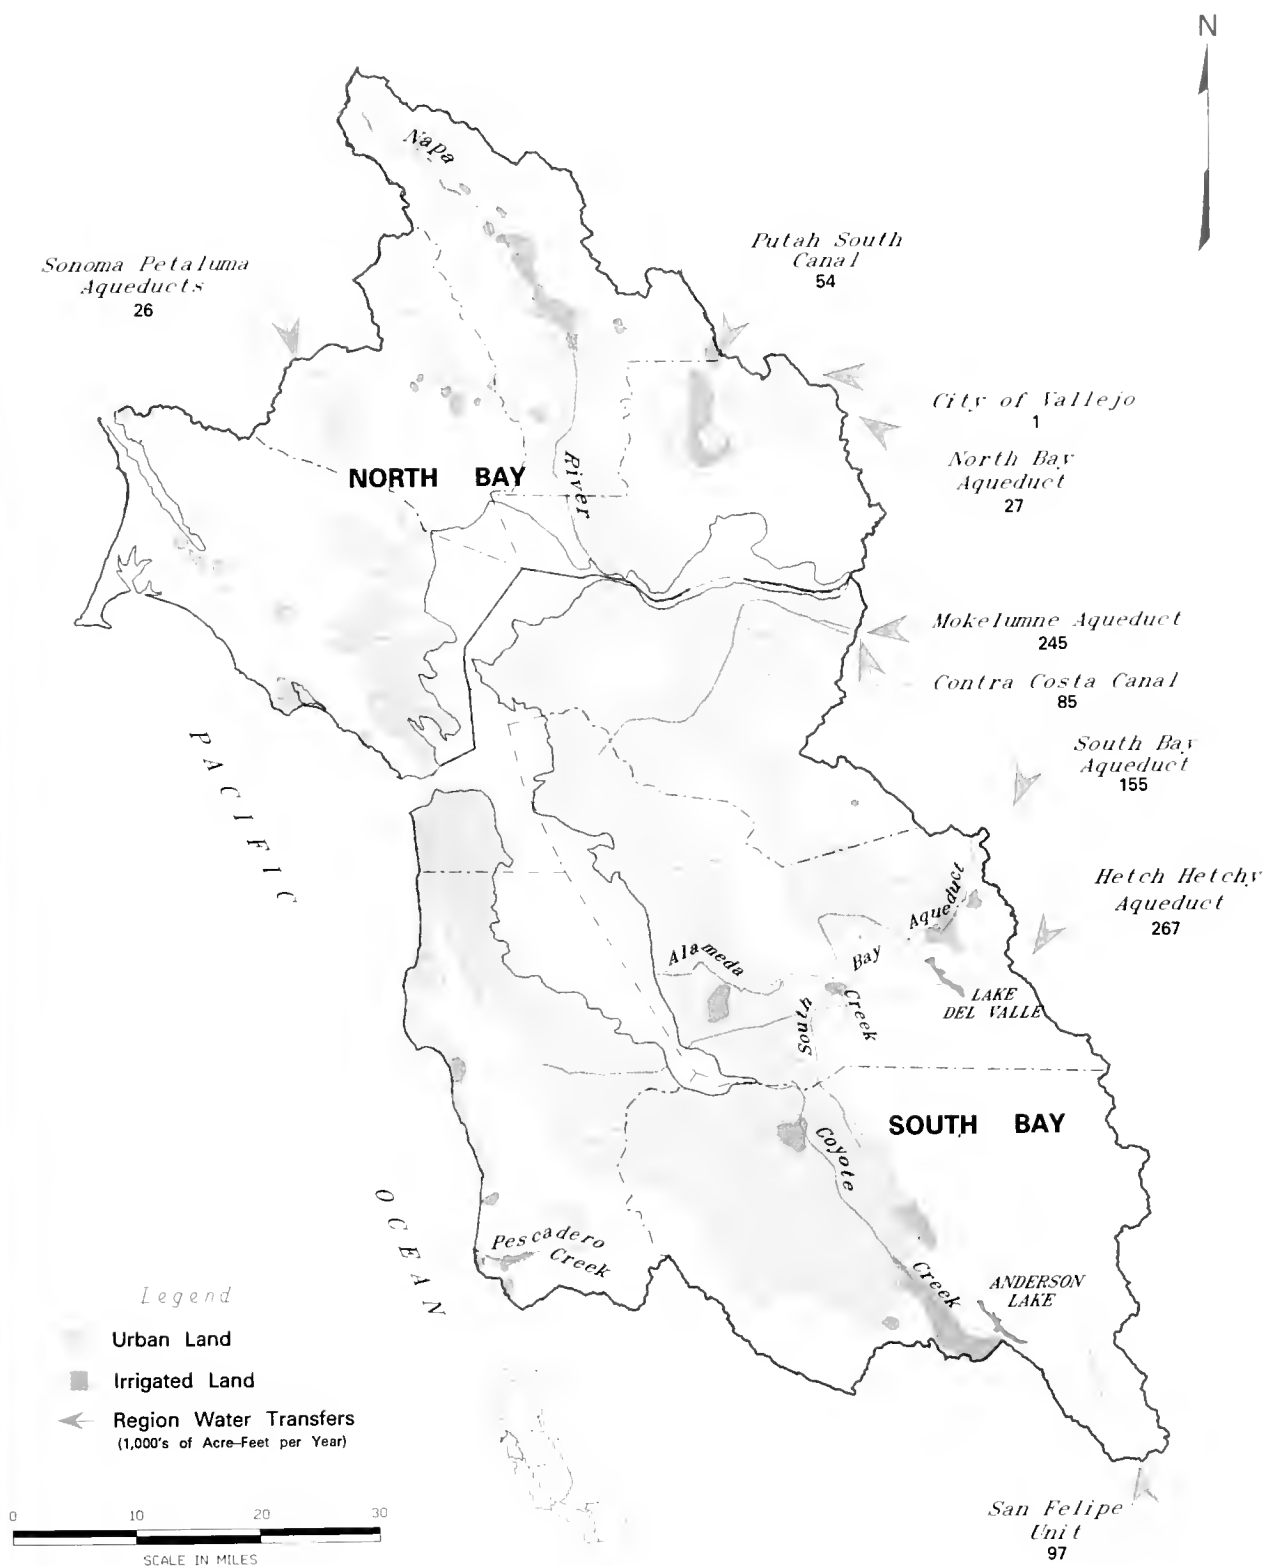 N
Napa
Putah South
Canal
54
Sonoma Petaluma
Aqueducts
26
City of Vallejo
1
NORTH BAY
River
North Bay
Aqueduct
27
Mokelumne Aqueduct
245
Contra Costa Canal
85
PACIFIC
South Bay
Aqueduct
155
Hetch Hetchy
Aqueduct
267
South Bay Aqueduct
Alameda
Creek
LAKE
DEL VALLE
SOUTH BAY
Coyote
Creek
OCEAN
Pescadero
Creek
ANDERSON
LAKE
Legend
Urban Land
Irrigated Land
Region Water Transfers
(1,000's of Acre-Feet per Year)
0 10 20 30
SCALE IN MILES
San Felipe
Unit
97